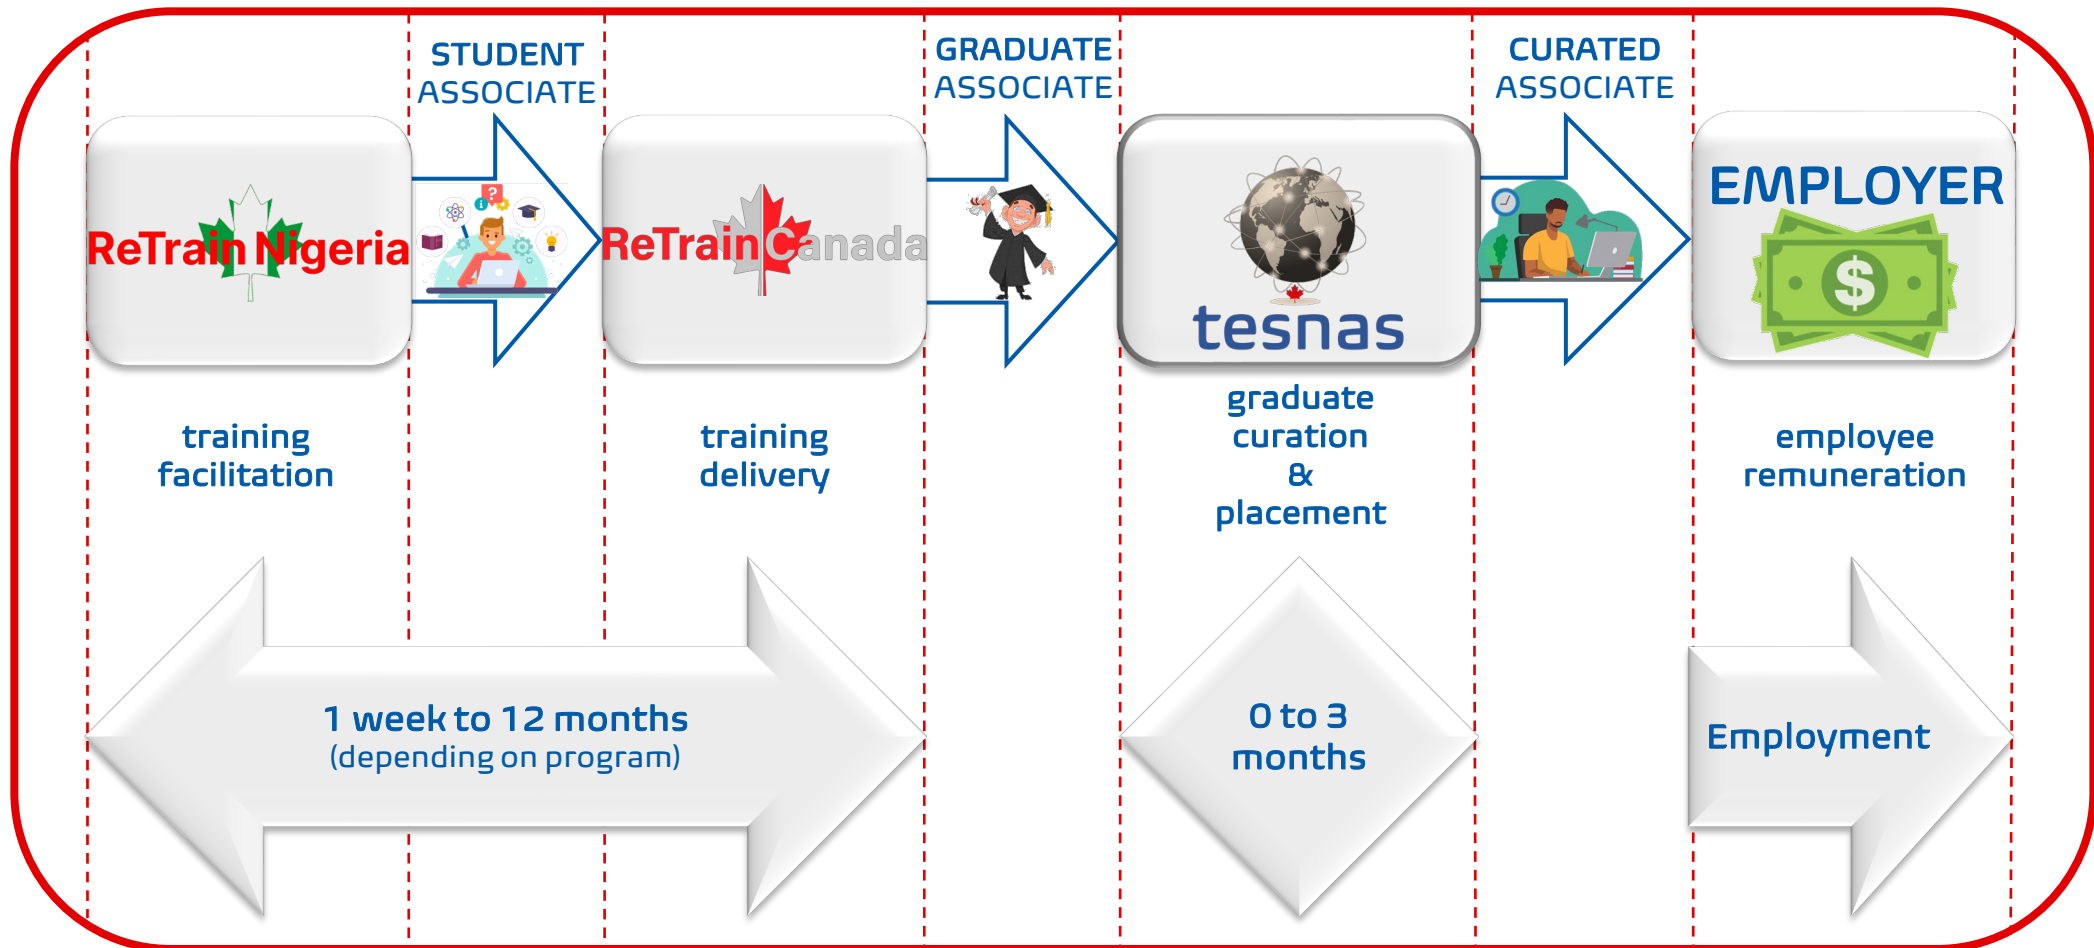 STUDENT
ASSOCIATE
GRADUATE
ASSOCIATE
CURATED
ASSOCIATE
ReTrain Nigeria
?
i
ReTrain Canada
tesnas
EMPLOYER
$
training
facilitation
training
delivery
graduate
curation
&
placement
employee
remuneration
1 week to 12 months
(depending on program)
0 to 3
months
Employment